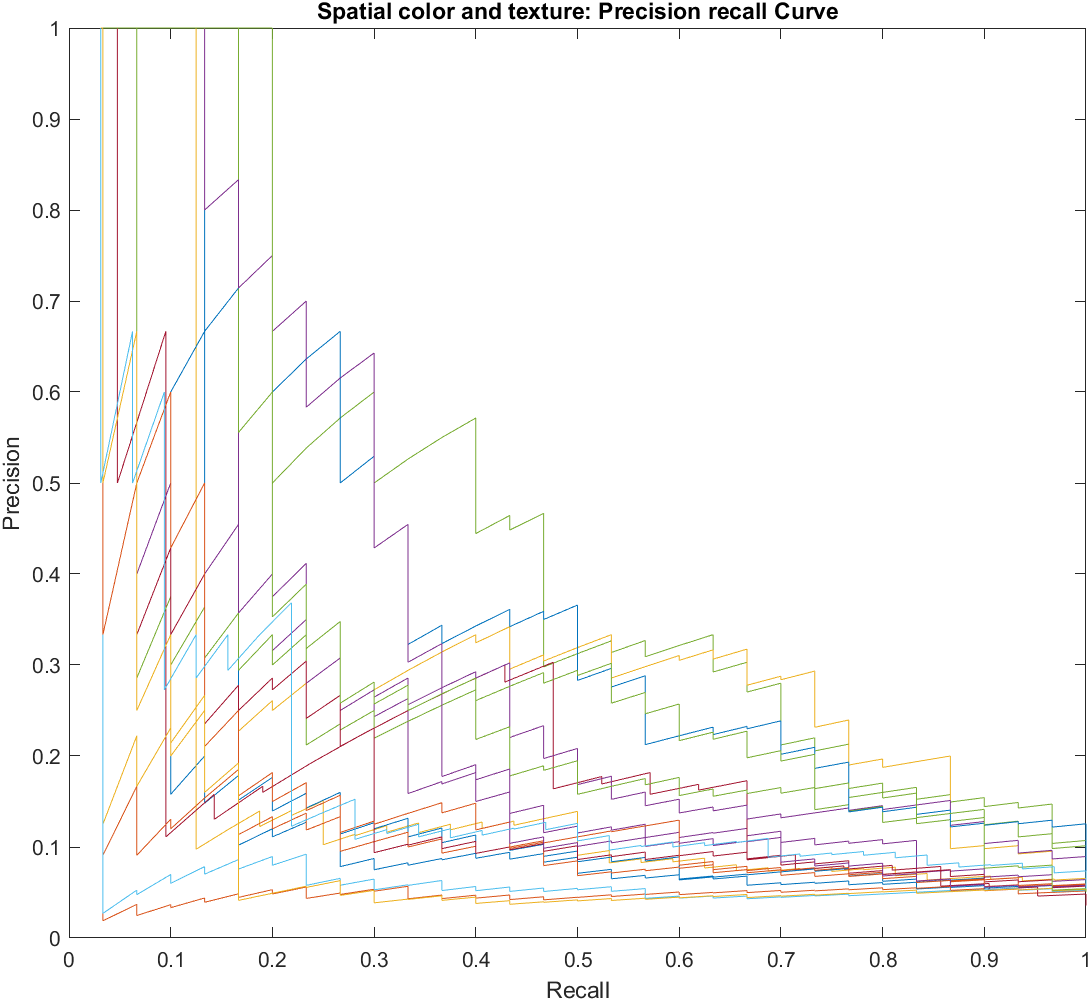 Spatial color and texture: Precision recall Curve
1
0.9
0.8
0.7
0.6
0.5
0.4
0.3
0.2
0.1
0
Precision
0 0.1 0.2 0.3 0.4 0.5 0.6 0.7 0.8 0.9 1
Recall